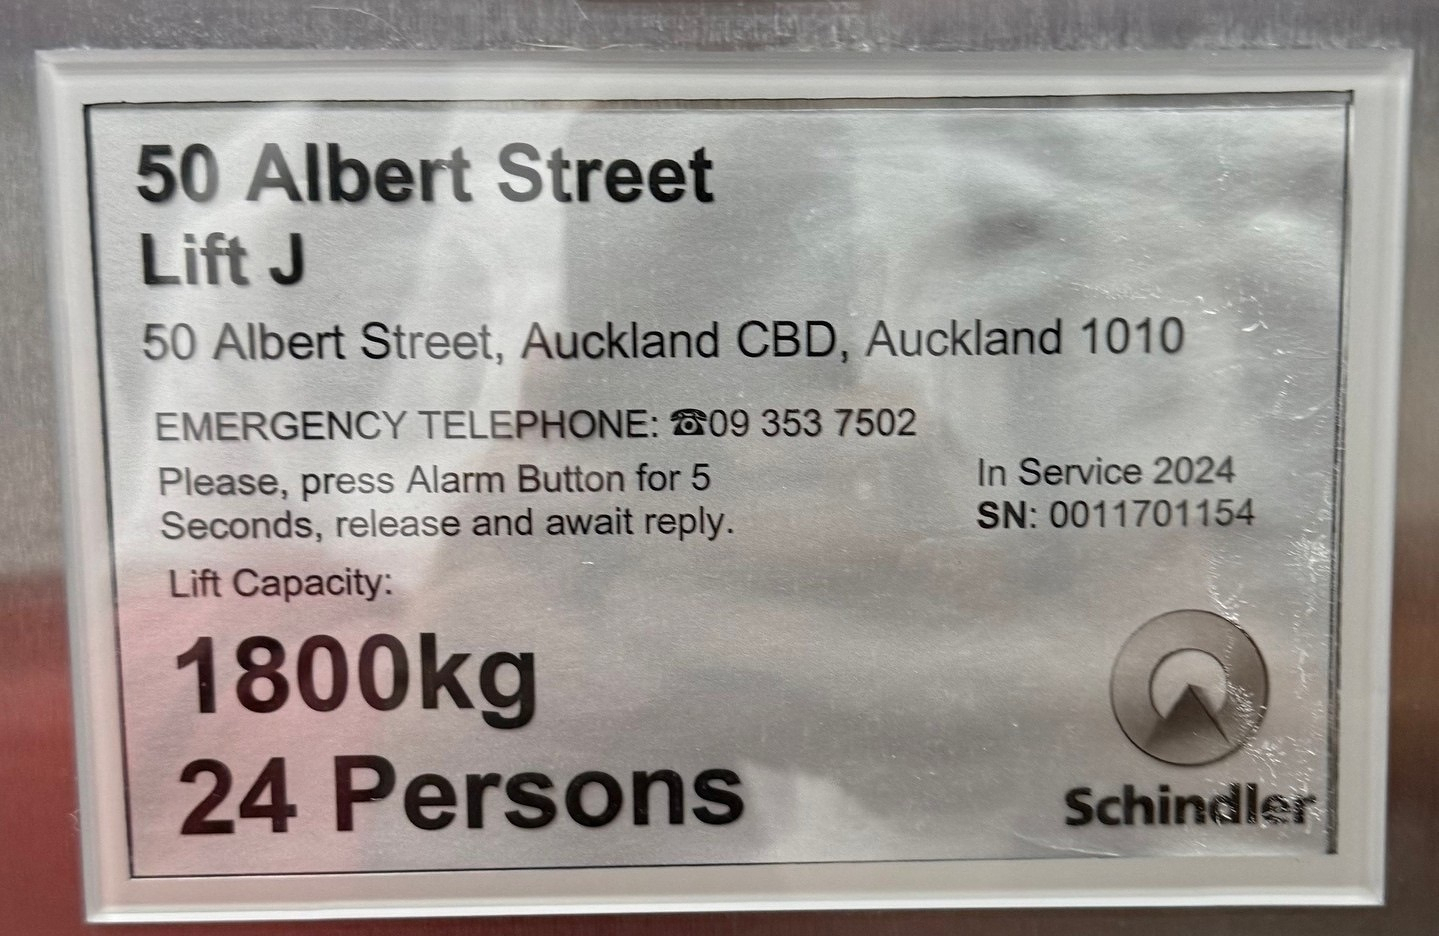 50 Albert Street
Lift J
50 Albert Street, Auckland CBD, Auckland 1010
EMERGENCY TELEPHONE: ☎09 353 7502
Please, press Alarm Button for 5
Seconds, release and await reply.
In Service 2024
SN: 0011701154
Lift Capacity:
1800kg
24 Persons
Schindler